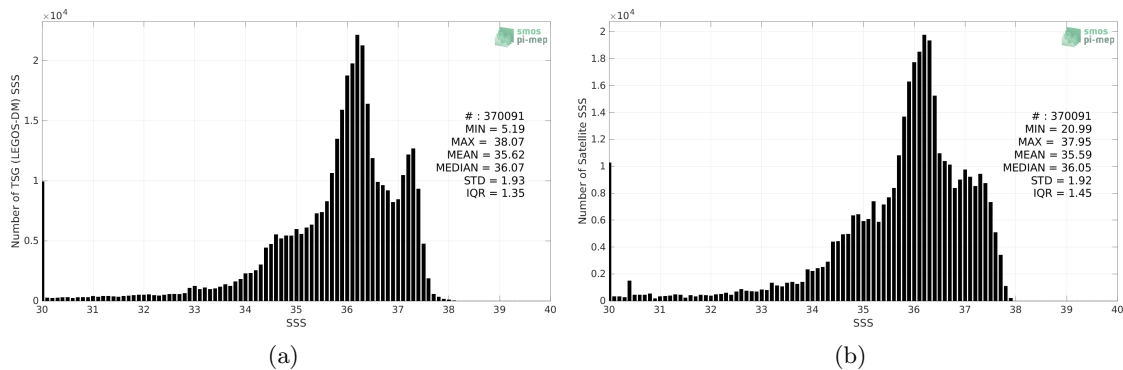 ×10⁴
smos
pi-mep
2
1.5
1
0.5
0
Number of TSG (LEGOS-DM) SSS
# : 370091
MIN = 5.19
MAX = 38.07
MEAN = 35.62
MEDIAN = 36.07
STD = 1.93
IQR = 1.35
30 31 32 33 34 35 36 37 38 39 40
SSS
(a)
×10⁴
smos
pi-mep
2
1.8
1.6
1.4
1.2
1
0.8
0.6
0.4
0.2
0
Number of Satellite SSS
# : 370091
MIN = 20.99
MAX = 37.95
MEAN = 35.59
MEDIAN = 36.05
STD = 1.92
IQR = 1.45
30 31 32 33 34 35 36 37 38 39 40
SSS
(b)